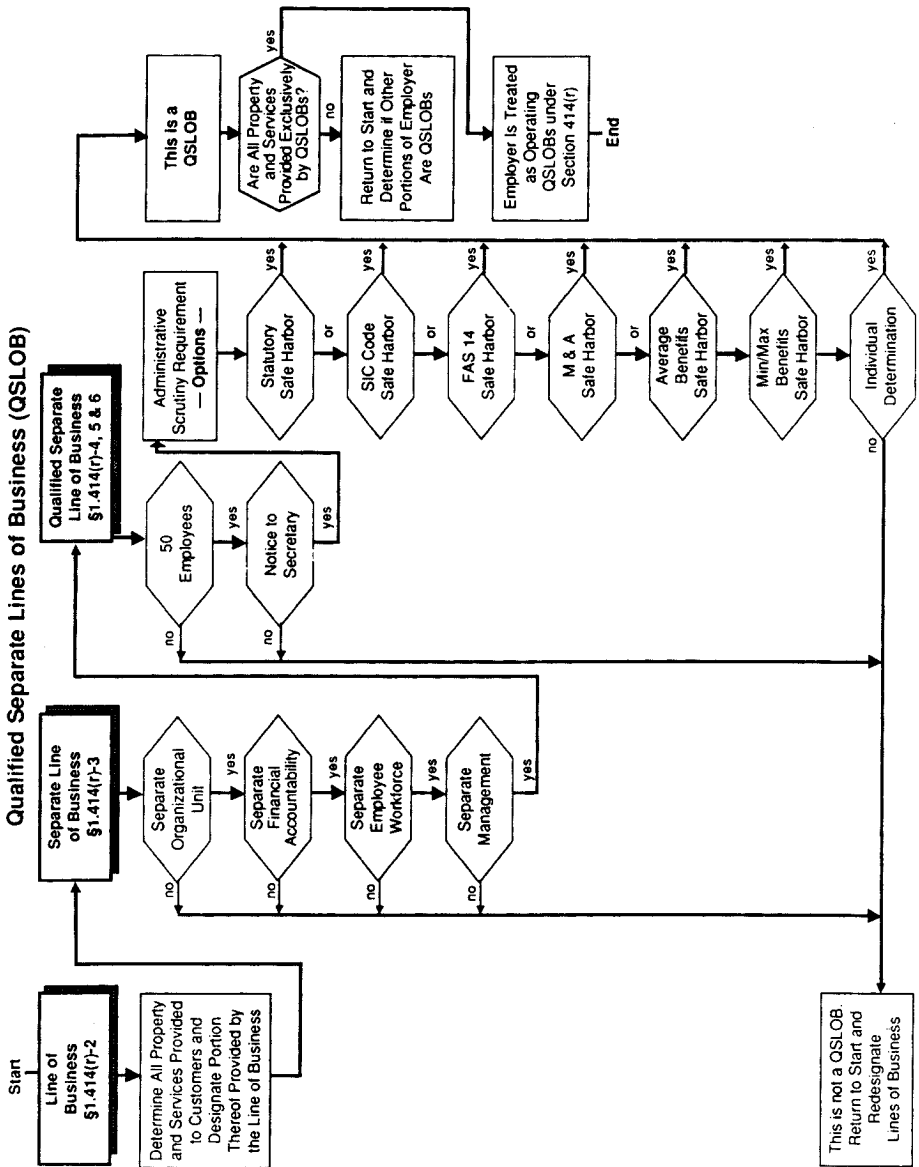 Qualified Separate Lines of Business (QSLOB)
Start
Line of
Business
§1.414(r)-2
Determine All Property
and Services Provided
to Customers and
Designate Portion
Thereof Provided by
the Line of Business
Separate Line
of Business
§1.414(r)-3
Separate
Organizational
Unit
no
yes
Separate
Financial
Accountability
no
yes
Separate
Employee
Workforce
no
yes
Separate
Management
no
yes
Qualified Separate
Line of Business
§1.414(r)-4, 5 & 6
50
Employees
no
yes
Notice to
Secretary
no
yes
Administrative
Scrutiny Requirement
— Options —
Statutory
Safe Harbor
yes
or
SIC Code
Safe Harbor
yes
or
FAS 14
Safe Harbor
yes
or
M & A
Safe Harbor
yes
or
Average
Benefits
Safe Harbor
yes
Min/Max
Benefits
Safe Harbor
yes
Individual
Determination
no
yes
This is a
QSLOB
Are All Property
and Services
Provided Exclusively
by QSLOBs?
yes
no
Return to Start and
Determine if Other
Portions of Employer
Are QSLOBs
Employer Is Treated
as Operating
QSLOBs under
Section 414(r)
End
This is not a QSLOB.
Return to Start and
Redesignate
Lines of Business